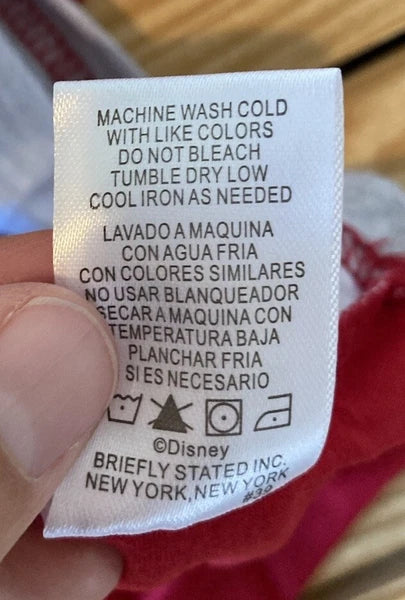 MACHINE WASH COLD
WITH LIKE COLORS
DO NOT BLEACH
TUMBLE DRY LOW
COOL IRON AS NEEDED
LAVADO A MAQUINA
CON AGUA FRIA
CON COLORES SIMILARES
NO USAR BLANQUEADOR
SECAR A MAQUINA CON
TEMPERATURA BAJA
PLANCHAR FRIA
SI ES NECESARIO
©Disney
BRIEFLY STATED INC.
NEW YORK, NEW YORK
#39